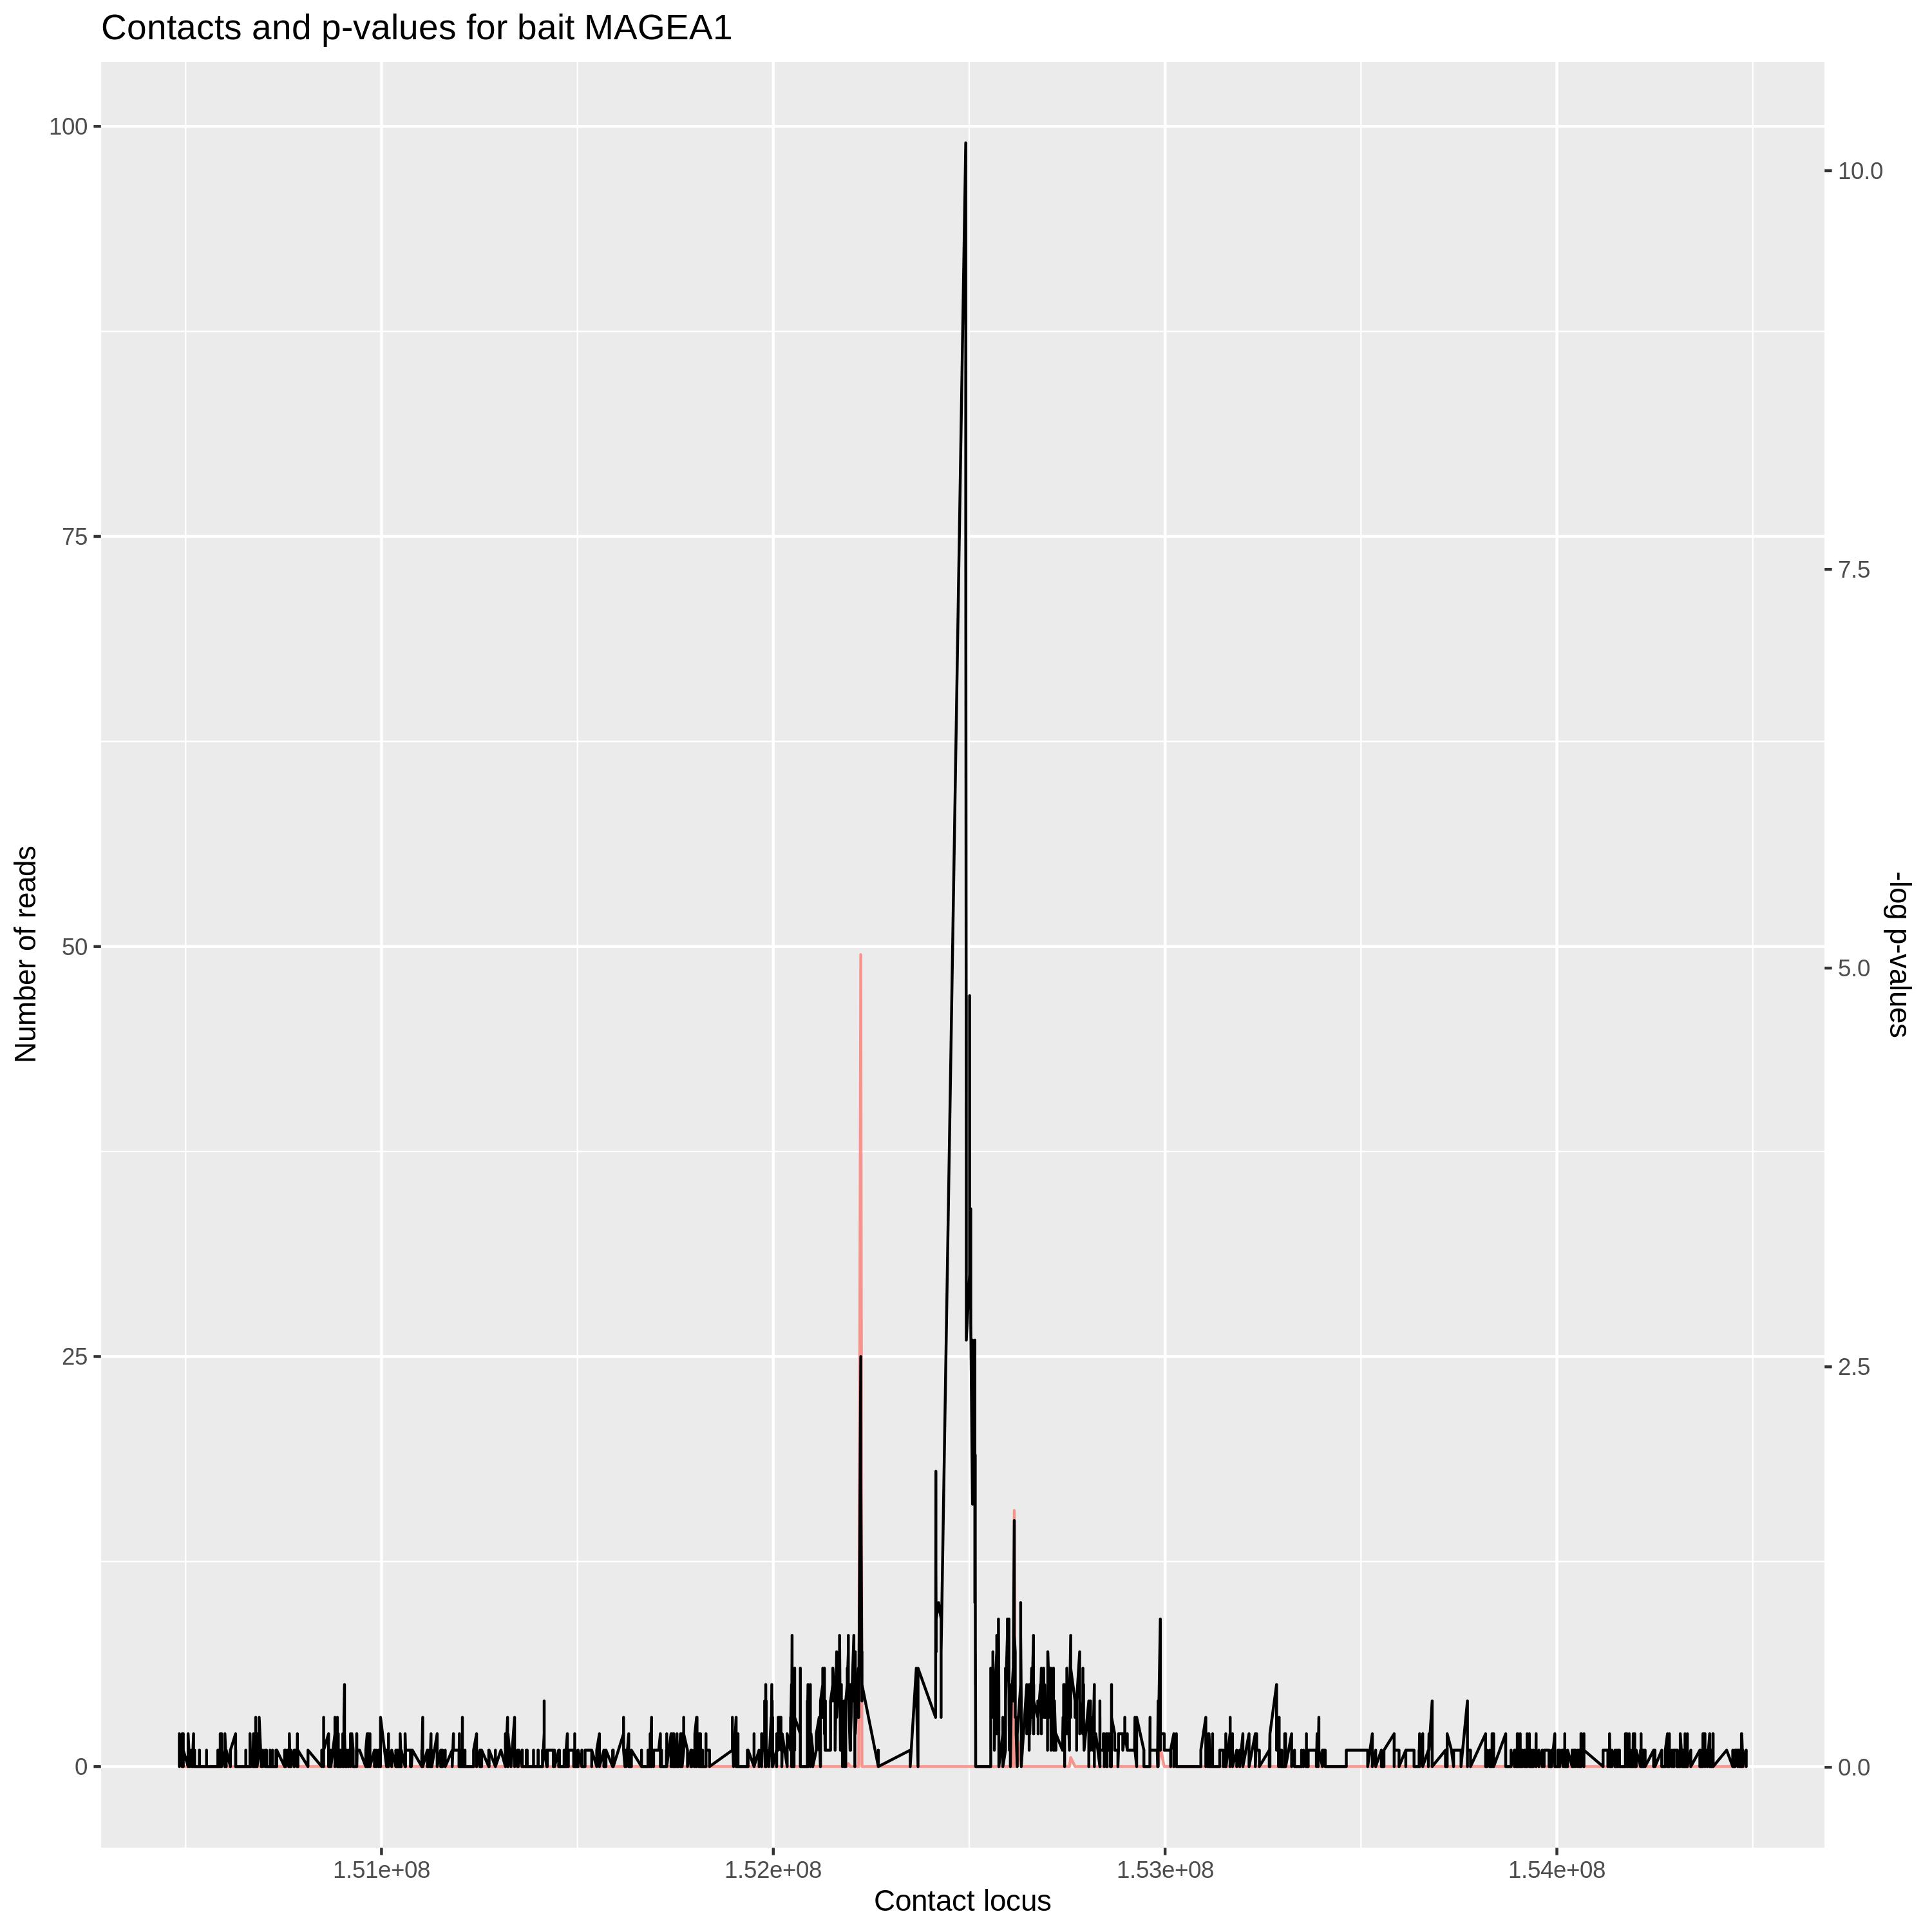 Contacts and p-values for bait MAGEA1
100
75
50
25
0
Number of reads
10.0
7.5
5.0
2.5
0.0
-log p-values
1.51e+08 1.52e+08 1.53e+08 1.54e+08
Contact locus